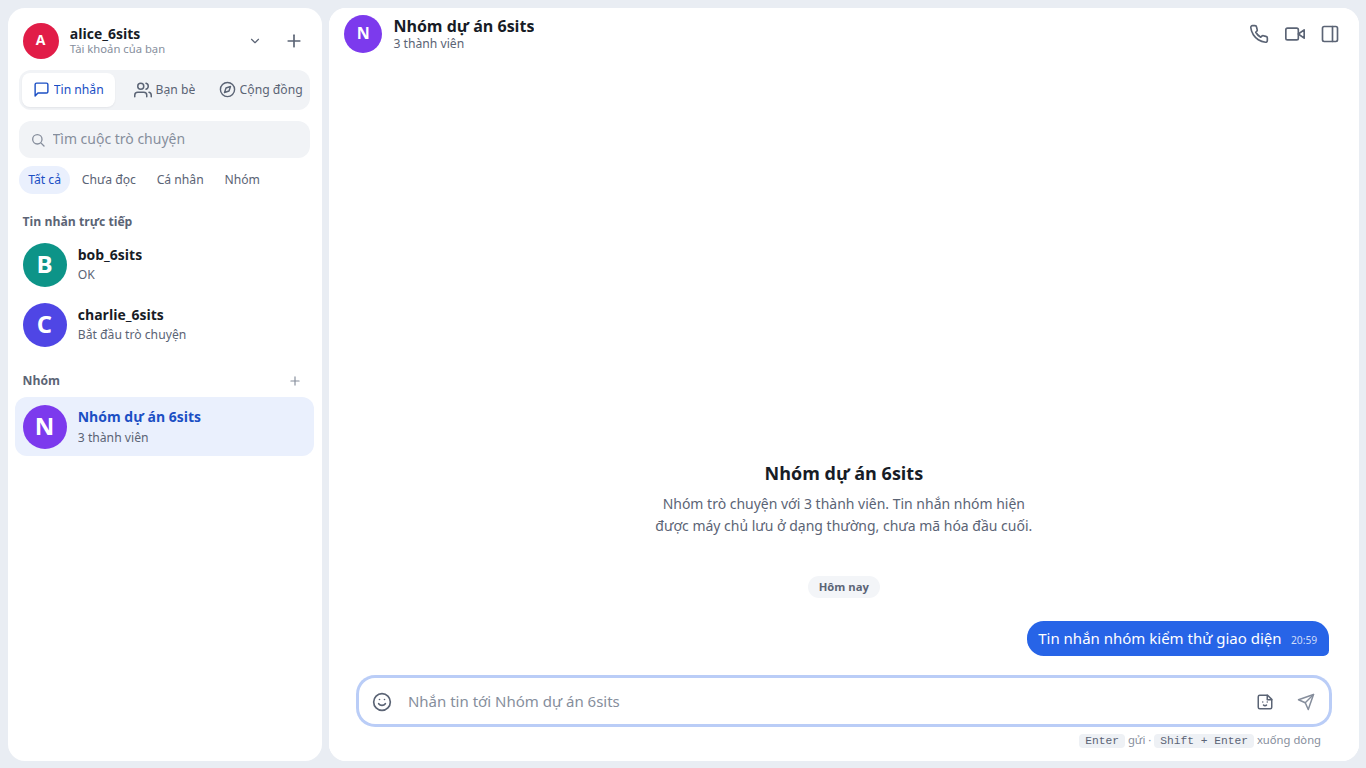 A
alice_6sits
Tài khoản của bạn
Tin nhắn
Bạn bè
Cộng đồng
Tìm cuộc trò chuyện
Tất cả
Chưa đọc
Cá nhân
Nhóm
Tin nhắn trực tiếp
B
bob_6sits
OK
C
charlie_6sits
Bắt đầu trò chuyện
Nhóm
N
Nhóm dự án 6sits
3 thành viên
N
Nhóm dự án 6sits
3 thành viên
Nhóm dự án 6sits
Nhóm trò chuyện với 3 thành viên. Tin nhắn nhóm hiện
được máy chủ lưu ở dạng thường, chưa mã hóa đầu cuối.
Hôm nay
Tin nhắn nhóm kiểm thử giao diện 20:59
Nhắn tin tới Nhóm dự án 6sits
Enter gửi · Shift + Enter xuống dòng